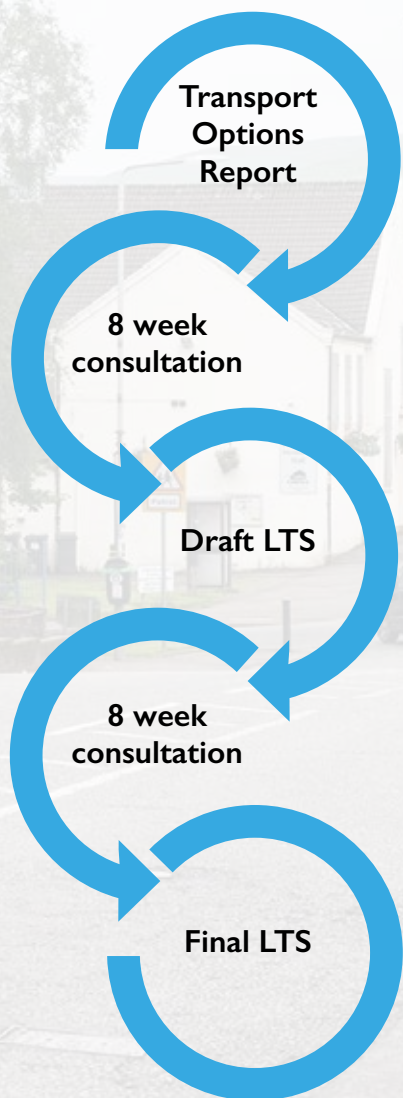 Transport
Options
Report
8 week
consultation
Draft LTS
8 week
consultation
Final LTS